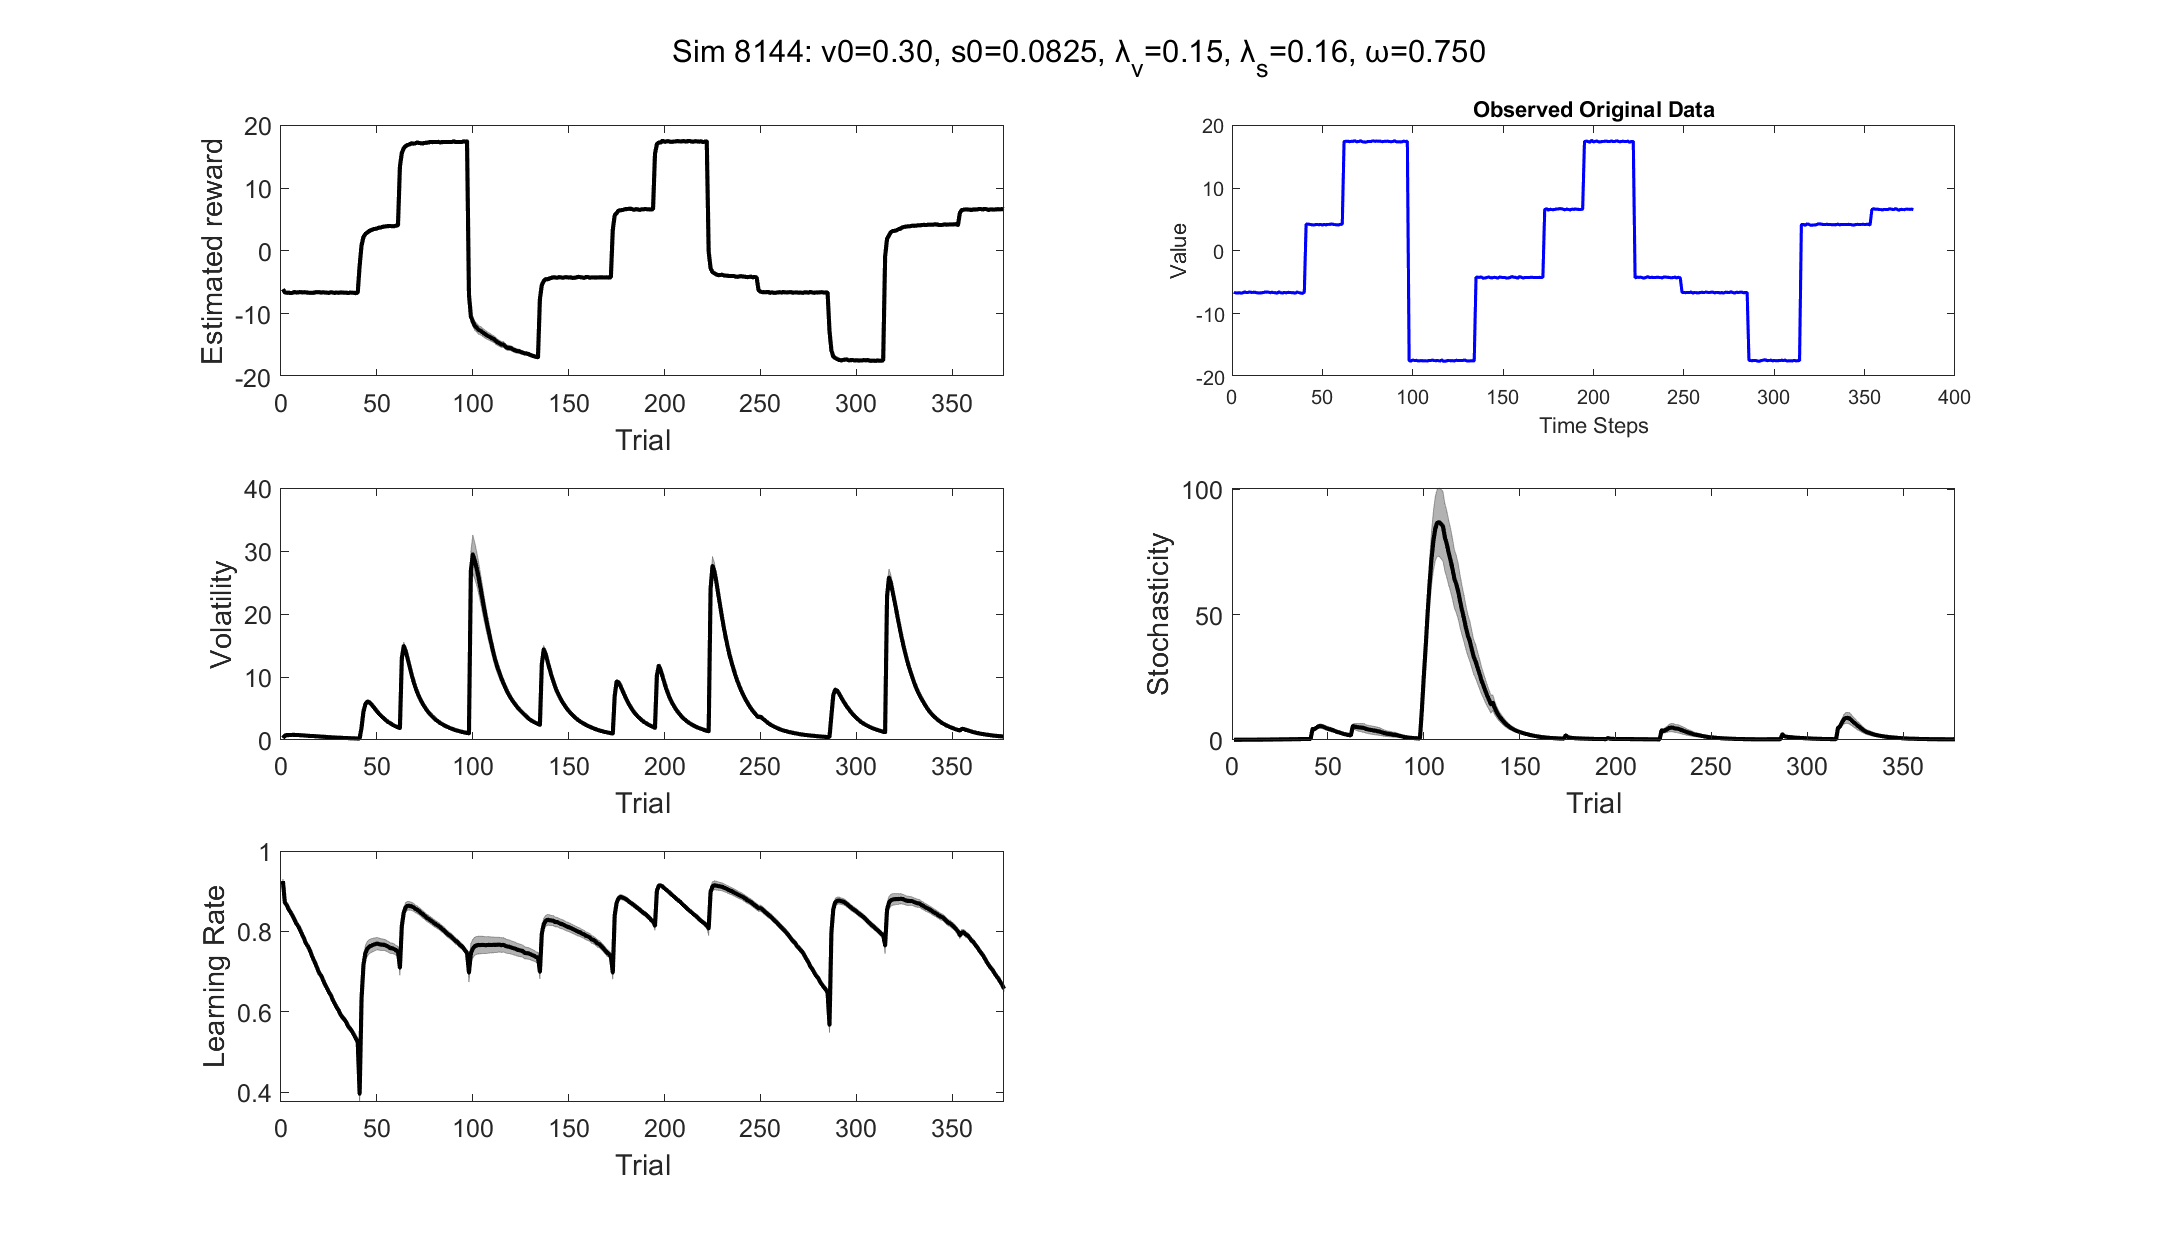 Sim 8144: v0=0.30, s0=0.0825, λ_v=0.15, λ_s=0.16, ω=0.750
Estimated reward
20
10
0
-10
-20
0 50 100 150 200 250 300 350
Trial
Observed Original Data
Value
20
10
0
-10
-20
0 50 100 150 200 250 300 350 400
Time Steps
Volatility
40
30
20
10
0
0 50 100 150 200 250 300 350
Trial
Stochasticity
100
50
0
0 50 100 150 200 250 300 350
Trial
Learning Rate
1
0.8
0.6
0.4
0 50 100 150 200 250 300 350
Trial